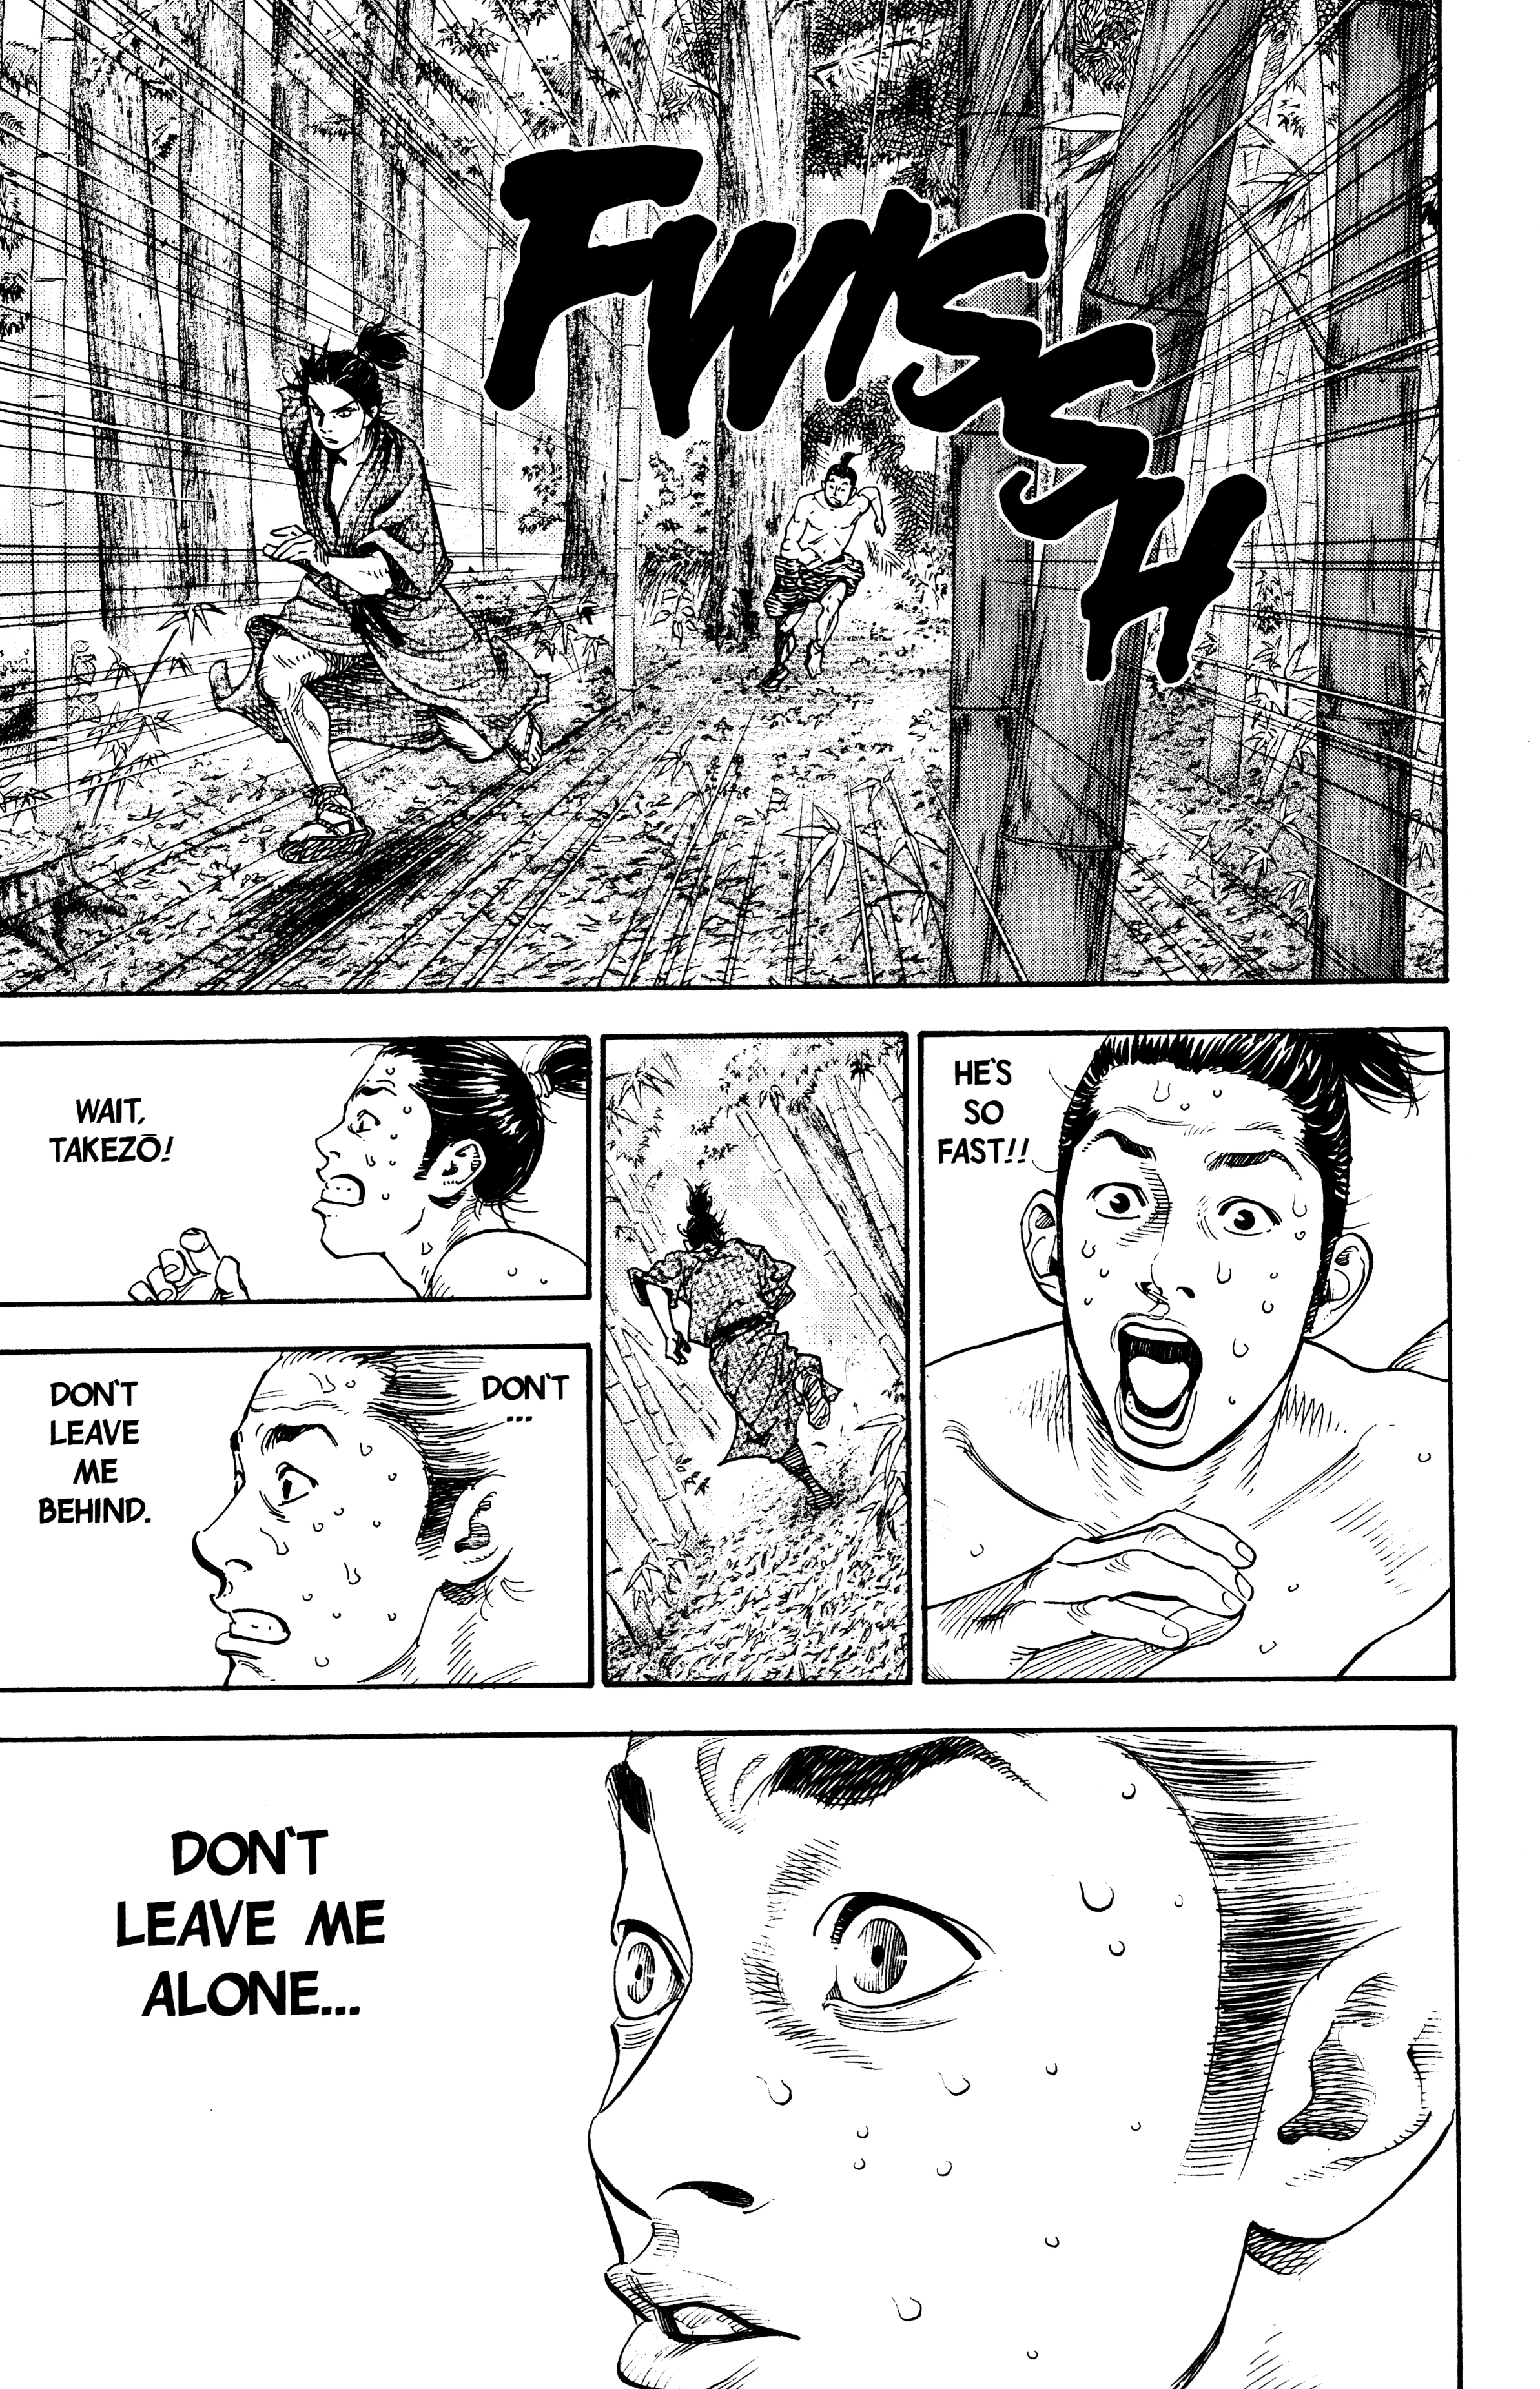 FWISSH
HE'S
SO
FAST!!
WAIT,
TAKEZŌ!
DON'T
...
DON'T
LEAVE
ME
BEHIND.
DON'T
LEAVE ME
ALONE...